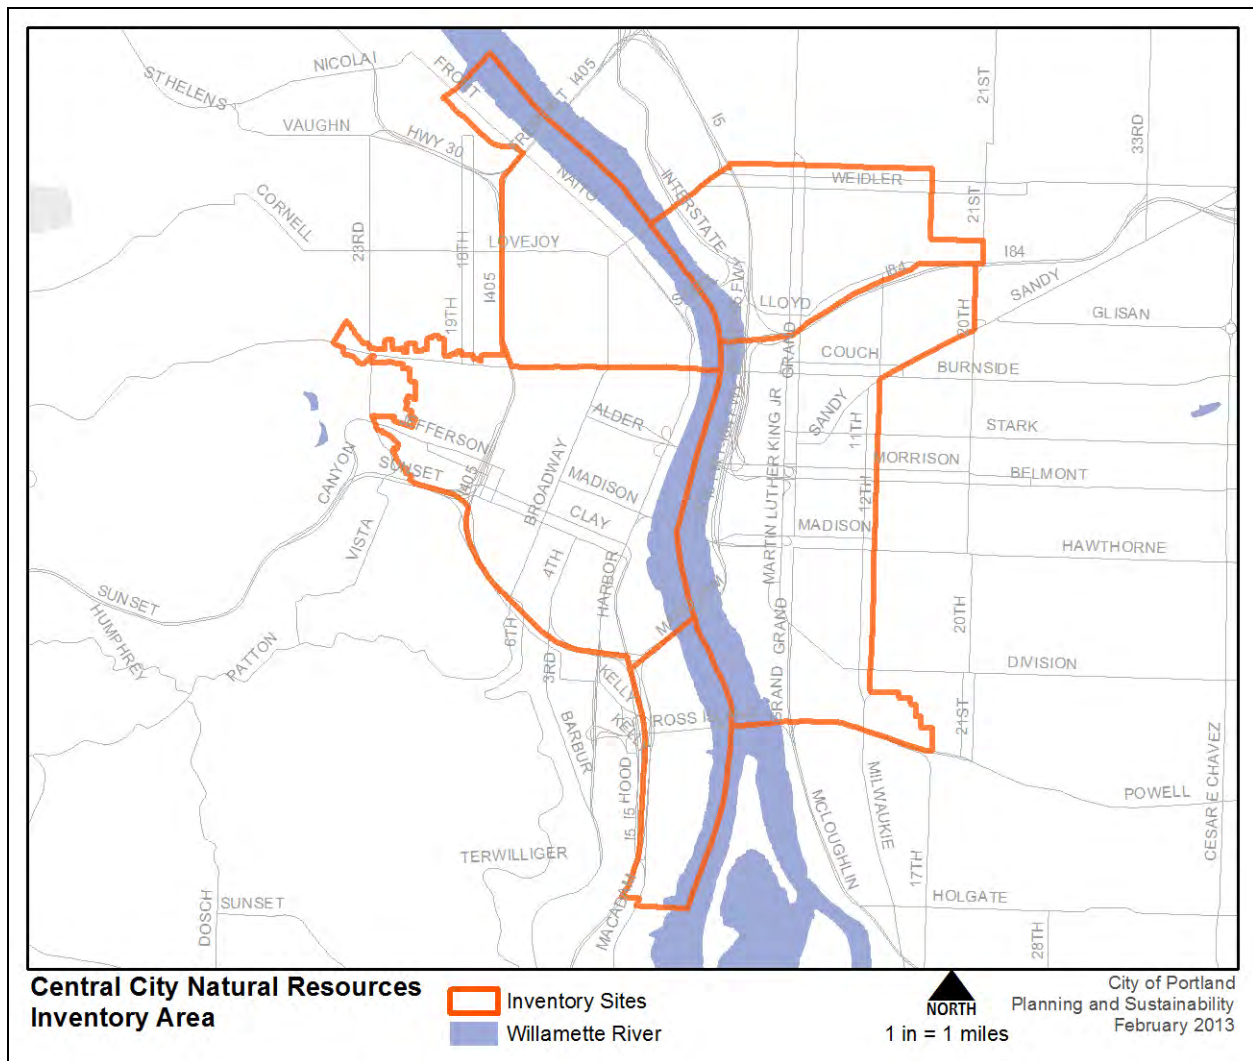 NICOLAI
ST HELENS
FRONT
I405
21ST
VAUGHN
HWY 30
I5
33RD
NAITO
INTERSTATE
WEIDLER
CORNELL
23RD
18TH
LOVEJOY
21ST
I405
I84
I84
SANDY
LLOYD
19TH
20TH
GLISAN
GRAND
COUCH
BURNSIDE
ALDER
SANDY
STARK
JEFFERSON
11TH
BROADWAY
MORRISON
CANYON
SUNSET
I405
MADISON
BELMONT
MARTIN LUTHER KING JR
12TH
CLAY
VISTA
MADISON
HAWTHORNE
4TH
HARBOR
SUNSET
HUMPHREY
GRAND
20TH
PATTON
6TH
3RD
KELLY
DIVISION
GRAND
21ST
BARBUR
KELLY
ROSS
HOOD
I5
I5
MCLOUGHLIN
MILWAUKIE
POWELL
CESAR E CHAVEZ
TERWILLIGER
17TH
MACADAM
HOLGATE
DOSCH
SUNSET
28TH
Central City Natural Resources
Inventory Area
Inventory Sites
Willamette River
NORTH
1 in = 1 miles
City of Portland
Planning and Sustainability
February 2013